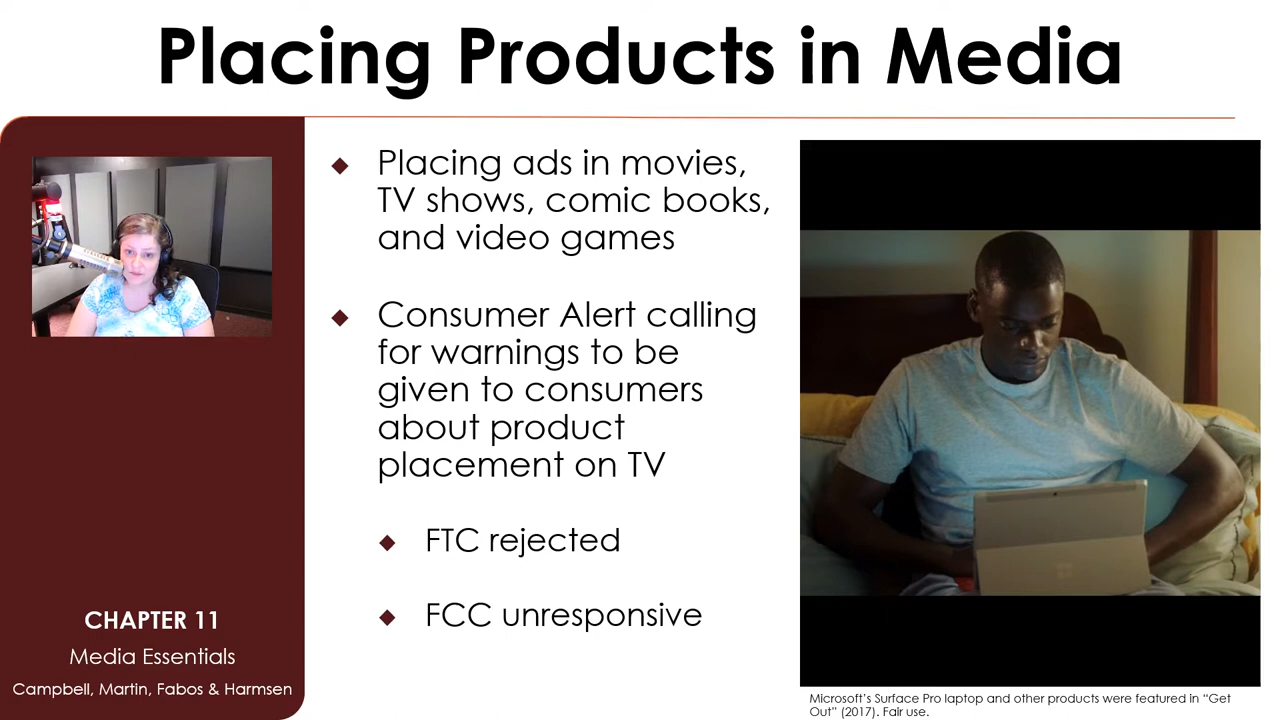 Placing Products in Media
Placing ads in movies,
TV shows, comic books,
and video games
Consumer Alert calling
for warnings to be
given to consumers
about product
placement on TV
FTC rejected
FCC unresponsive
CHAPTER 11
Media Essentials
Campbell, Martin, Fabos & Harmsen
Microsoft’s Surface Pro laptop and other products were featured in “Get
Out” (2017). Fair use.